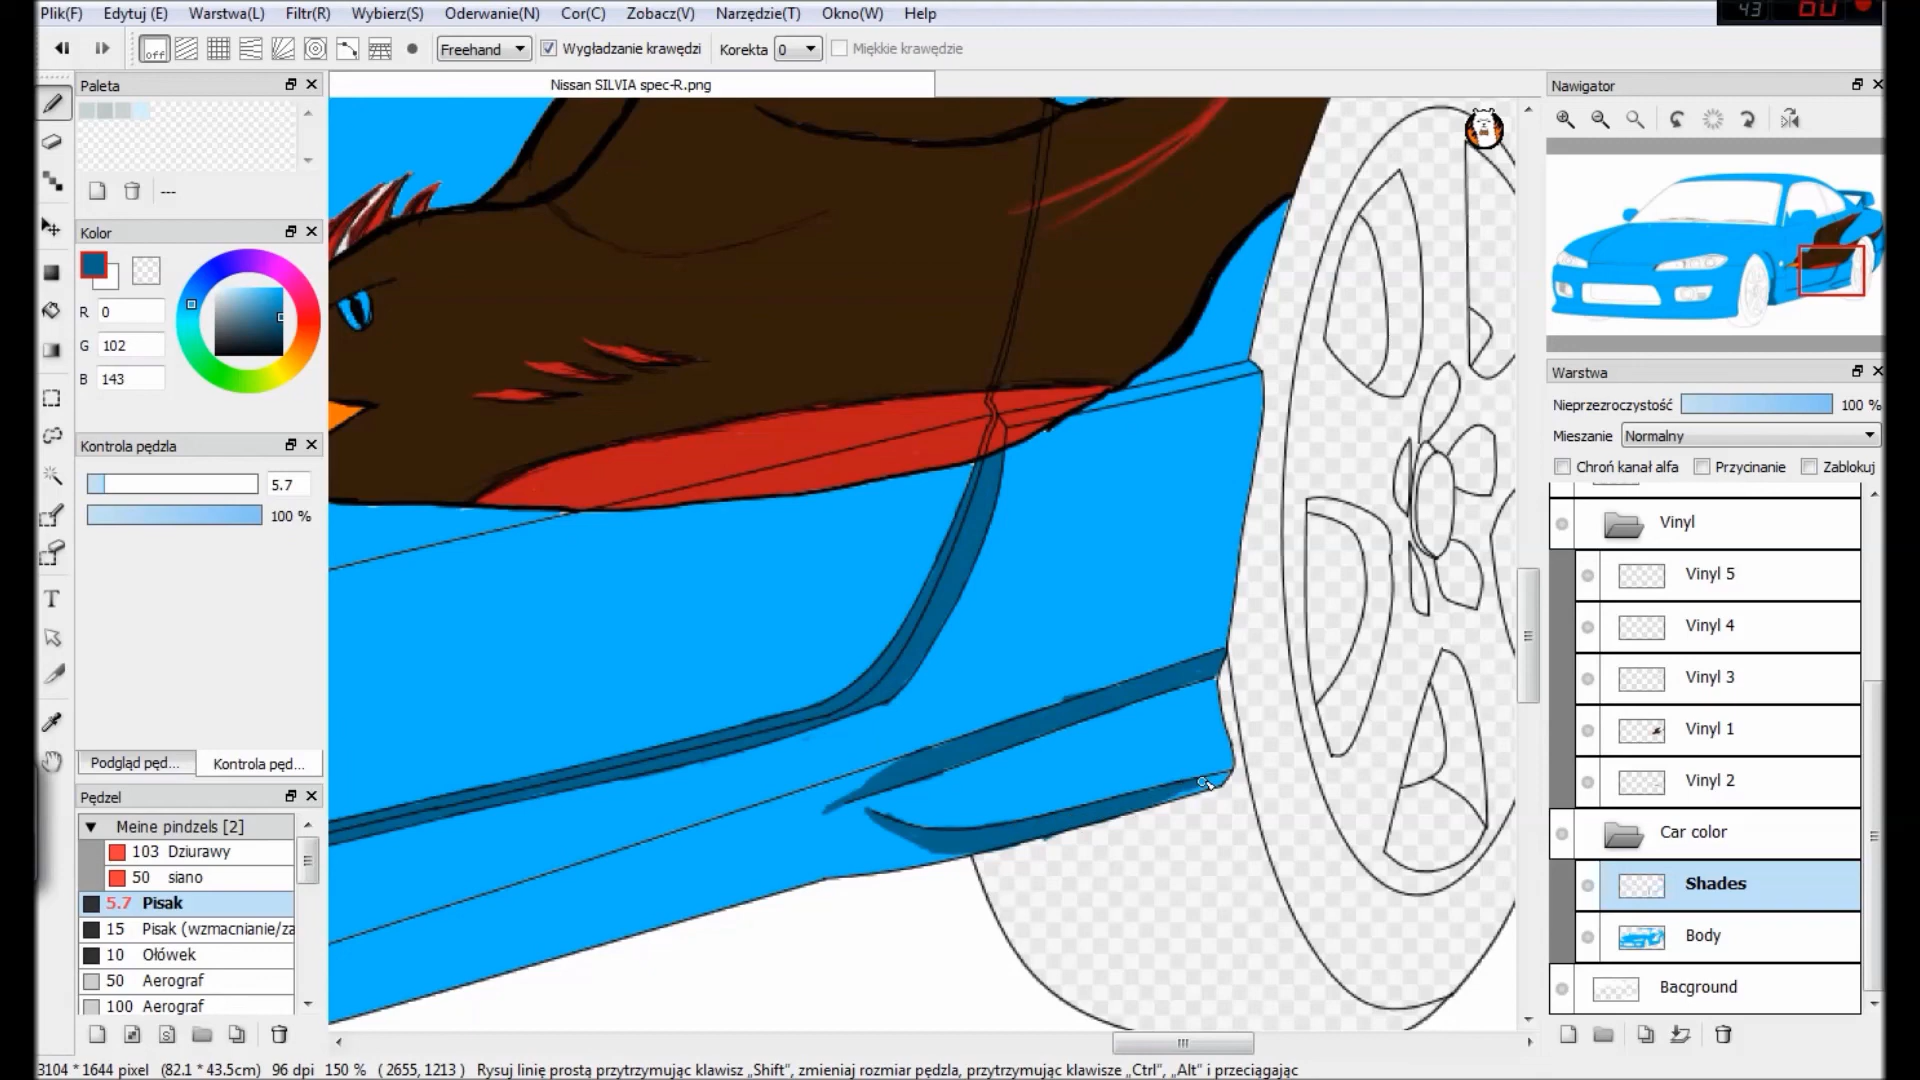 Plik(F) Edytuj (E) Warstwa(L) Filtr(R) Wybierz(S) Oderwanie(N) Cor(C) Zobacz(V) Narzędzie(T) Okno(W) Help
43 60
off Freehand Wygładzanie krawędzi Korekta 0 Miękkie krawędzie
Paleta
---
Kolor
R 0
G 102
B 143
Kontrola pędzla
5.7
100 %
Podgląd pęd... Kontrola pęd...
Pędzel
Meine pindzels [2]
103 Dziurawy
50 siano
5.7 Pisak
15 Pisak (wzmacnianie/za
10 Ołówek
50 Aerograf
100 Aerograf
Nissan SILVIA spec-R.png
Nawigator
Warstwa
Nieprzezroczystość 100 %
Mieszanie Normalny
Chroń kanał alfa Przycinanie Zablokuj
Vinyl
Vinyl 5
Vinyl 4
Vinyl 3
Vinyl 1
Vinyl 2
Car color
Shades
Body
Bacground
3104 * 1644 pixel (82.1 * 43.5cm) 96 dpi 150 % ( 2655, 1213 ) Rysuj linię prostą przytrzymując klawisz „Shift”, zmieniaj rozmiar pędzla, przytrzymując klawisze „Ctrl”, „Alt” i przeciągając